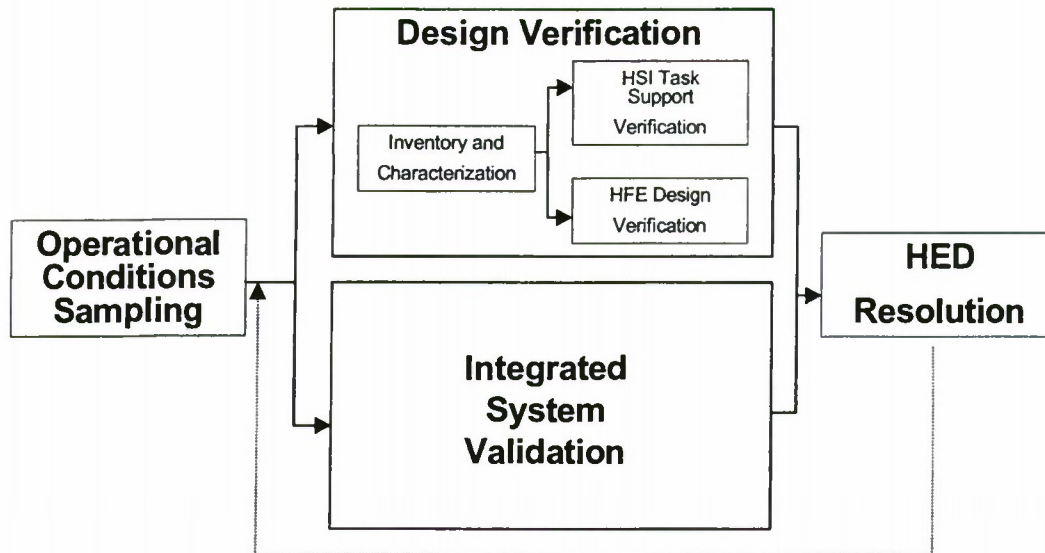 Design Verification
HSI Task
Support
Verification
Inventory and
Characterization
HFE Design
Verification
Operational
Conditions
Sampling
HED
Resolution
Integrated
System
Validation